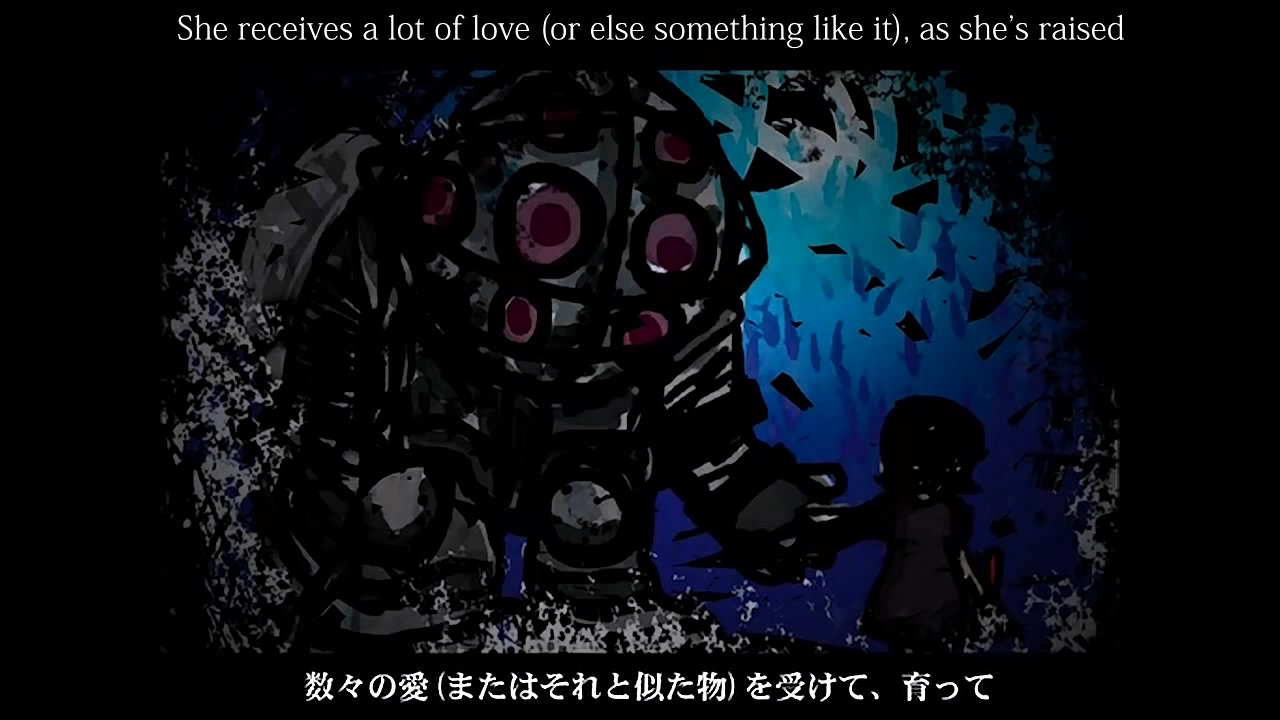 She receives a lot of love (or else something like it), as she’s raised
数々の愛(またはそれと似た物)を受けて、育って